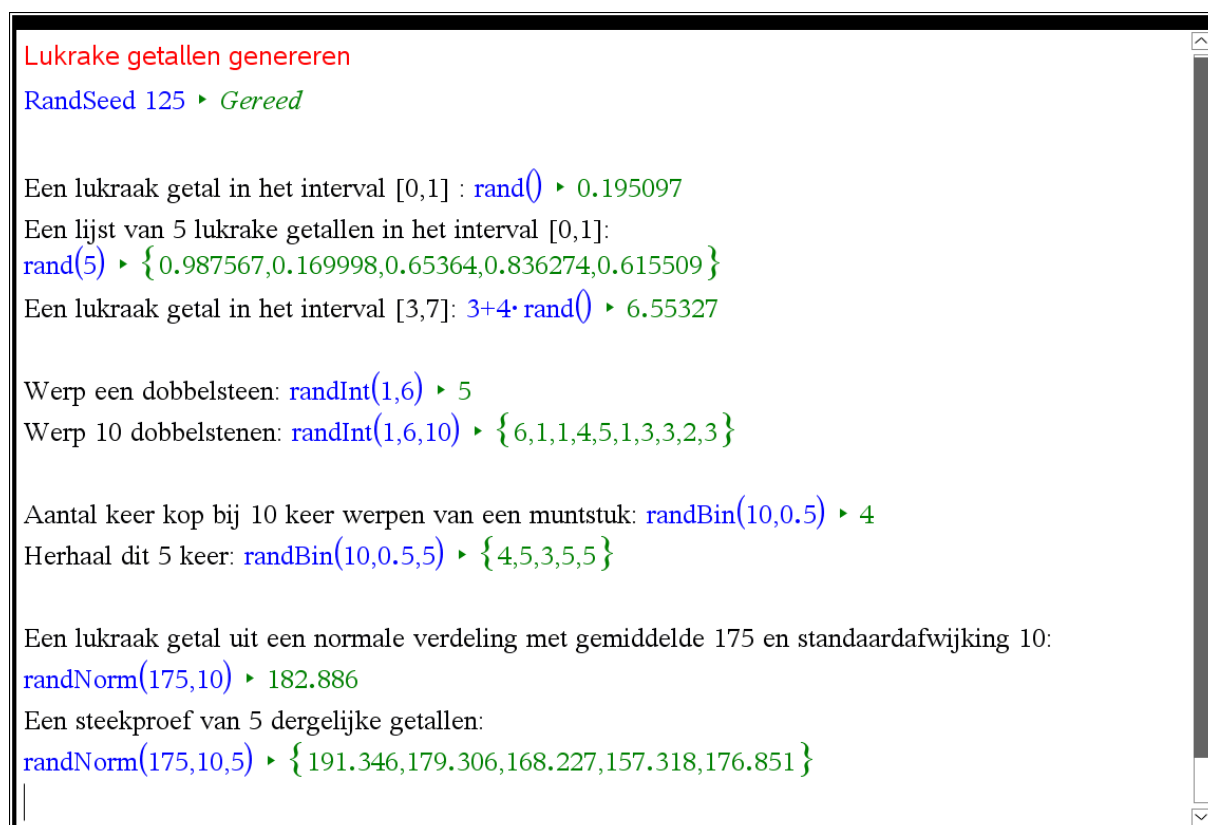 Lukrake getallen genereren
RandSeed 125 ▸ Gereed
Een lukraak getal in het interval [0,1] : rand() ▸ 0.195097
Een lijst van 5 lukrake getallen in het interval [0,1]:
rand(5) ▸ {0.987567,0.169998,0.65364,0.836274,0.615509}
Een lukraak getal in het interval [3,7]: 3+4· rand() ▸ 6.55327
Werp een dobbelsteen: randInt(1,6) ▸ 5
Werp 10 dobbelstenen: randInt(1,6,10) ▸ {6,1,1,4,5,1,3,3,2,3}
Aantal keer kop bij 10 keer werpen van een muntstuk: randBin(10,0.5) ▸ 4
Herhaal dit 5 keer: randBin(10,0.5,5) ▸ {4,5,3,5,5}
Een lukraak getal uit een normale verdeling met gemiddelde 175 en standaardafwijking 10:
randNorm(175,10) ▸ 182.886
Een steekproef van 5 dergelijke getallen:
randNorm(175,10,5) ▸ {191.346,179.306,168.227,157.318,176.851}